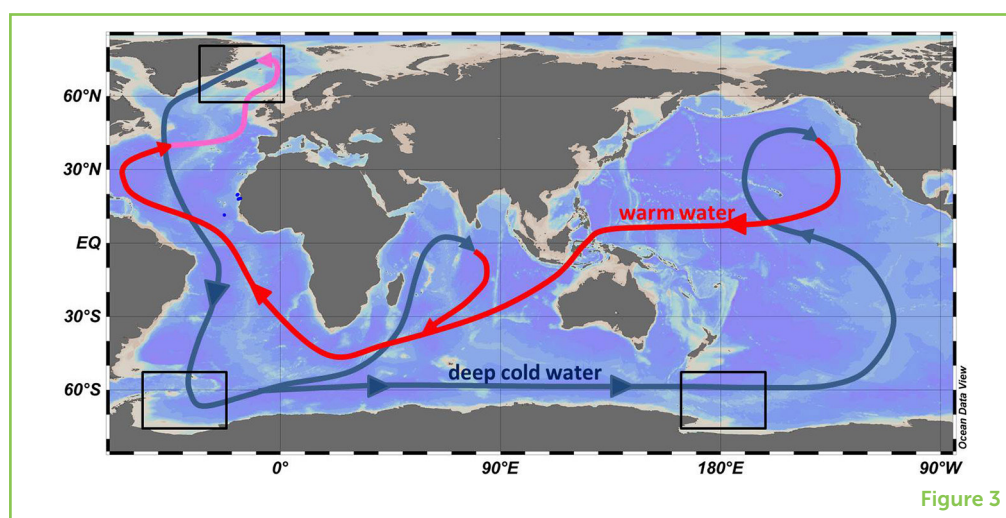 60°N
30°N
EQ
30°S
60°S
warm water
deep cold water
0°
90°E
180°E
90°W
Ocean Data View
Figure 3